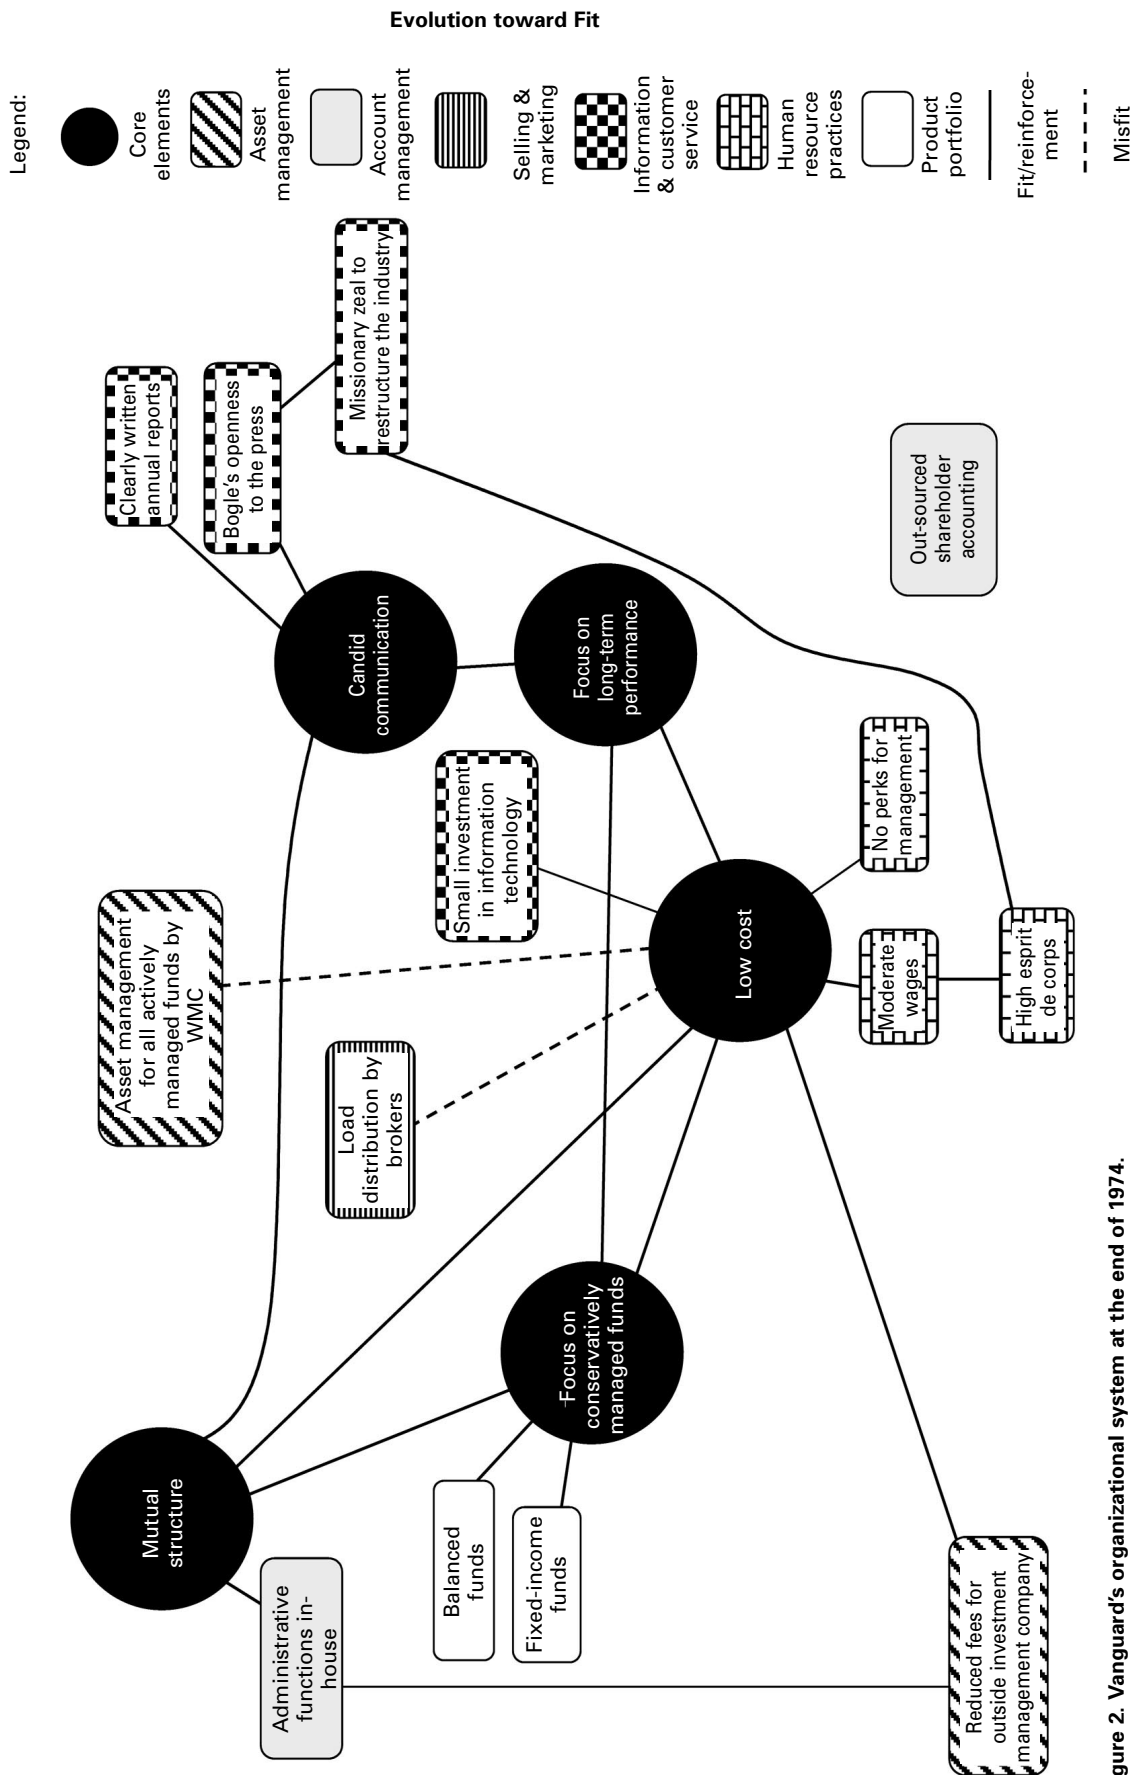 Evolution toward Fit
Legend:
Core
elements
Asset
management
Account
management
Selling &
marketing
Information
& customer
service
Human
resource
practices
Product
portfolio
Fit/reinforce-
ment
Misfit
Clearly written
annual reports
Bogle's openness
to the press
Missionary zeal to
restructure the industry
Candid
communication
Focus on
long-term
performance
Out-sourced
shareholder
accounting
Asset management
for all actively
managed funds by
WMC
Small investment
in information
technology
Load
distribution by
brokers
Low cost
No perks for
management
Moderate
wages
High esprit
de corps
Mutual
structure
Focus on
conservatively
managed funds
Administrative
functions in-
house
Balanced
funds
Fixed-income
funds
Reduced fees for
outside investment
management company
gure 2. Vanguard's organizational system at the end of 1974.